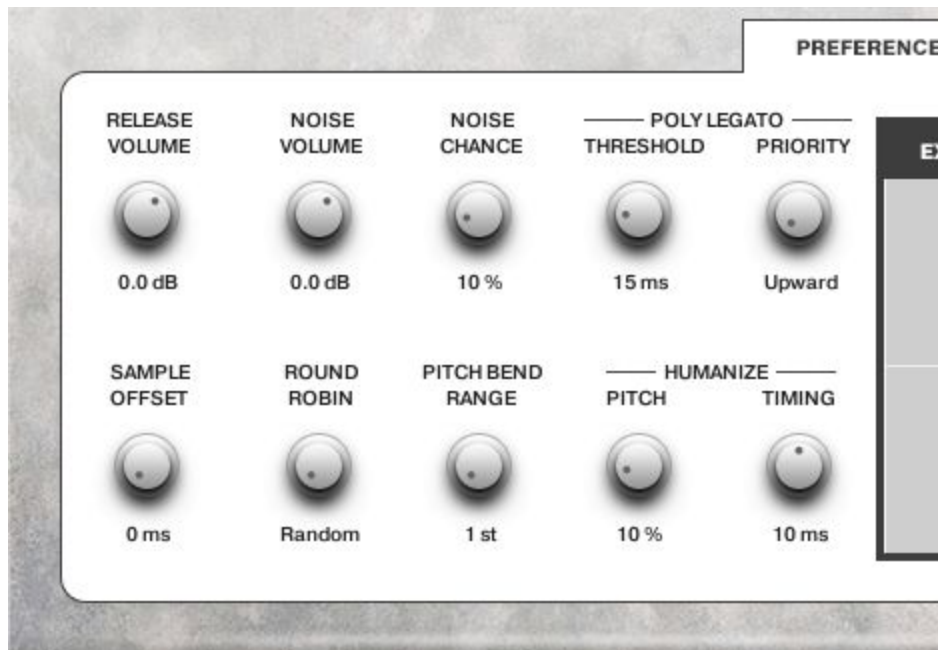 PREFERENCE
RELEASE VOLUME
NOISE VOLUME
NOISE CHANCE
POLY LEGATO
THRESHOLD
PRIORITY
0.0 dB
0.0 dB
10 %
15 ms
Upward
SAMPLE OFFSET
ROUND ROBIN
PITCH BEND RANGE
HUMANIZE
PITCH
TIMING
0 ms
Random
1 st
10 %
10 ms